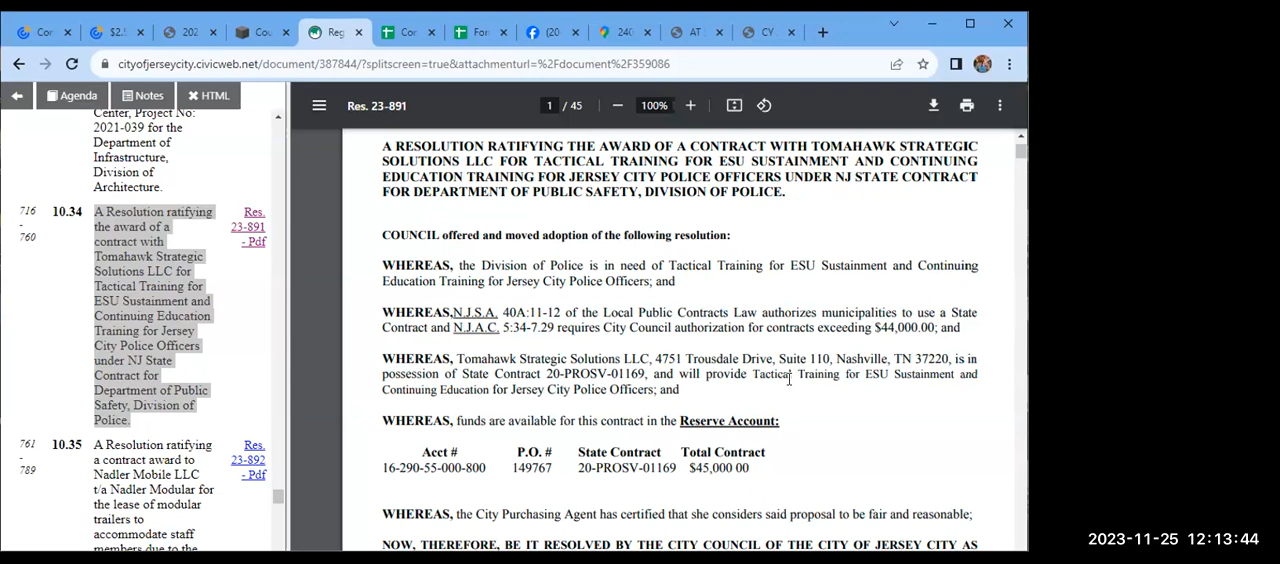 Cor
$2.
202
Cou
Reg
Cor
For
(20
240
AT
CY
cityofjerseycity.civicweb.net/document/387844/?splitscreen=true&attachmenturl=%2Fdocument%2F359086
Agenda
Notes
HTML
Res. 23-891
1 / 45
100%
Center, Project No:
2021-039 for the
Department of
Infrastructure,
Division of
Architecture.
716
-
760
10.34
A Resolution ratifying
the award of a
contract with
Tomahawk Strategic
Solutions LLC for
Tactical Training for
ESU Sustainment and
Continuing Education
Training for Jersey
City Police Officers
under NJ State
Contract for
Department of Public
Safety, Division of
Police.
Res.
23-891
- Pdf
761
-
789
10.35
A Resolution ratifying
a contract award to
Nadler Mobile LLC
t/a Nadler Modular for
the lease of modular
trailers to
accommodate staff
members due to the
Res.
23-892
- Pdf
A RESOLUTION RATIFYING THE AWARD OF A CONTRACT WITH TOMAHAWK STRATEGIC
SOLUTIONS LLC FOR TACTICAL TRAINING FOR ESU SUSTAINMENT AND CONTINUING
EDUCATION TRAINING FOR JERSEY CITY POLICE OFFICERS UNDER NJ STATE CONTRACT
FOR DEPARTMENT OF PUBLIC SAFETY, DIVISION OF POLICE.
COUNCIL offered and moved adoption of the following resolution:
WHEREAS, the Division of Police is in need of Tactical Training for ESU Sustainment and Continuing
Education Training for Jersey City Police Officers; and
WHEREAS,N.J.S.A. 40A:11-12 of the Local Public Contracts Law authorizes municipalities to use a State
Contract and N.J.A.C. 5:34-7.29 requires City Council authorization for contracts exceeding $44,000.00; and
WHEREAS, Tomahawk Strategic Solutions LLC, 4751 Trousdale Drive, Suite 110, Nashville, TN 37220, is in
possession of State Contract 20-PROSV-01169, and will provide Tactical Training for ESU Sustainment and
Continuing Education for Jersey City Police Officers; and
WHEREAS, funds are available for this contract in the Reserve Account:
Acct # P.O. # State Contract Total Contract
16-290-55-000-800 149767 20-PROSV-01169 $45,000 00
WHEREAS, the City Purchasing Agent has certified that she considers said proposal to be fair and reasonable;
NOW, THEREFORE, BE IT RESOLVED BY THE CITY COUNCIL OF THE CITY OF JERSEY CITY AS
2023-11-25 12:13:44